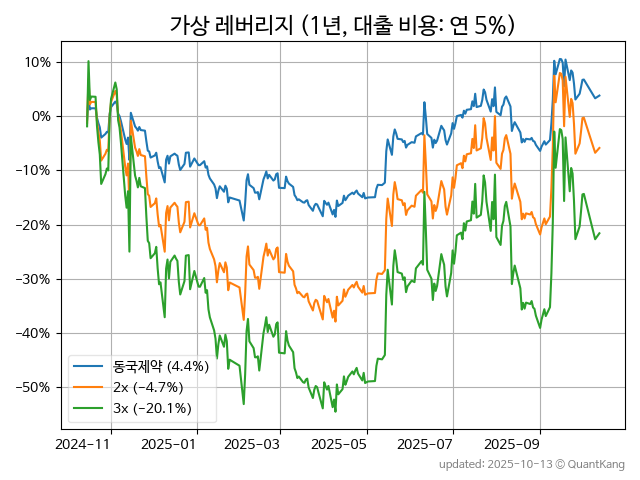 가상 레버리지 (1년, 대출 비용: 연 5%)
10%
0%
−10%
−20%
−30%
−40%
−50%
동국제약 (4.4%)
2x (-4.7%)
3x (-20.1%)
2024-11
2025-01
2025-03
2025-05
2025-07
2025-09
updated: 2025-10-13 © QuantKang